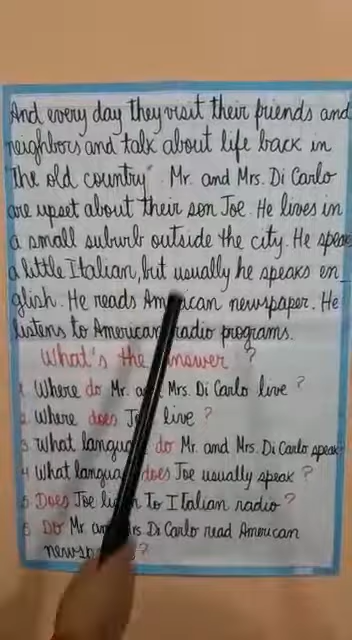 And every day they visit their friends and
neighbors and talk about life back in
"The old country". Mr. and Mrs. Di Carlo
are upset about their son Joe. He lives in
a small suburb outside the city. He speaks
a little Italian, but usually he speaks en_
glish. He reads American newspaper. He
listens to American radio programs.
What's the answer ?
1. Where do Mr. and Mrs. Di Carlo live ?
2. Where does Joe live ?
3. What language do Mr. and Mrs. Di Carlo speak
4. What language does Joe usually speak ?
5. Does Joe listen To Italian radio ?
6. Do Mr. and Mrs. Di Carlo read American
newspaper ?